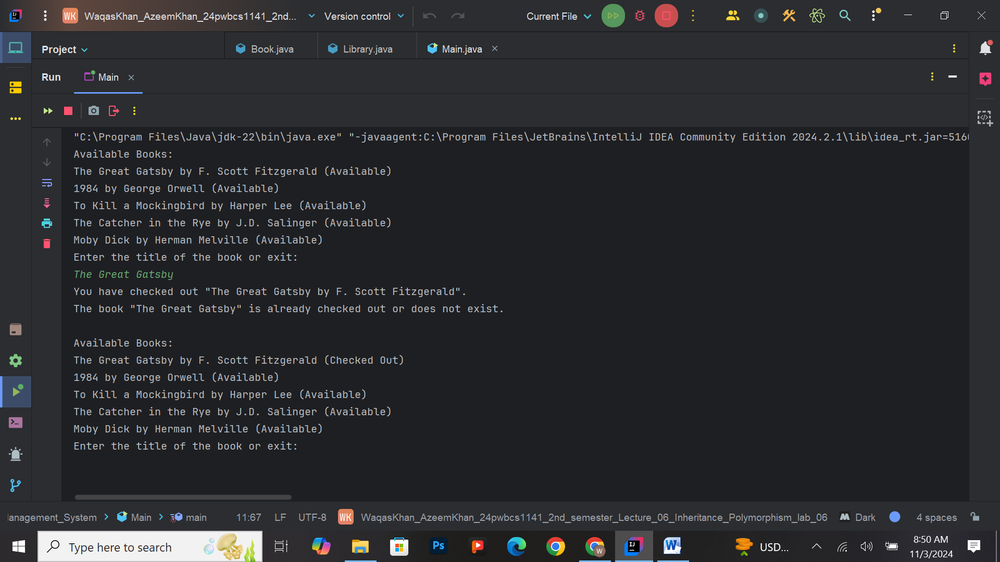 WK WaqasKhan_AzeemKhan_24pwbcs1141_2nd... Version control Current File
Project Book.java Library.java Main.java
Run Main
"C:\Program Files\Java\jdk-22\bin\java.exe" "-javaagent:C:\Program Files\JetBrains\IntelliJ IDEA Community Edition 2024.2.1\lib\idea_rt.jar=516
Available Books:
The Great Gatsby by F. Scott Fitzgerald (Available)
1984 by George Orwell (Available)
To Kill a Mockingbird by Harper Lee (Available)
The Catcher in the Rye by J.D. Salinger (Available)
Moby Dick by Herman Melville (Available)
Enter the title of the book or exit:
The Great Gatsby
You have checked out "The Great Gatsby by F. Scott Fitzgerald".
The book "The Great Gatsby" is already checked out or does not exist.
Available Books:
The Great Gatsby by F. Scott Fitzgerald (Checked Out)
1984 by George Orwell (Available)
To Kill a Mockingbird by Harper Lee (Available)
The Catcher in the Rye by J.D. Salinger (Available)
Moby Dick by Herman Melville (Available)
Enter the title of the book or exit:
anagement_System Main main 11:67 LF UTF-8 WK WaqasKhan_AzeemKhan_24pwbcs1141_2nd_semester_Lecture_06_Inheritance_Polymorphism_lab_06 Dark 4 spaces
Type here to search Ps W IJ W USD... 8:50 AM
11/3/2024